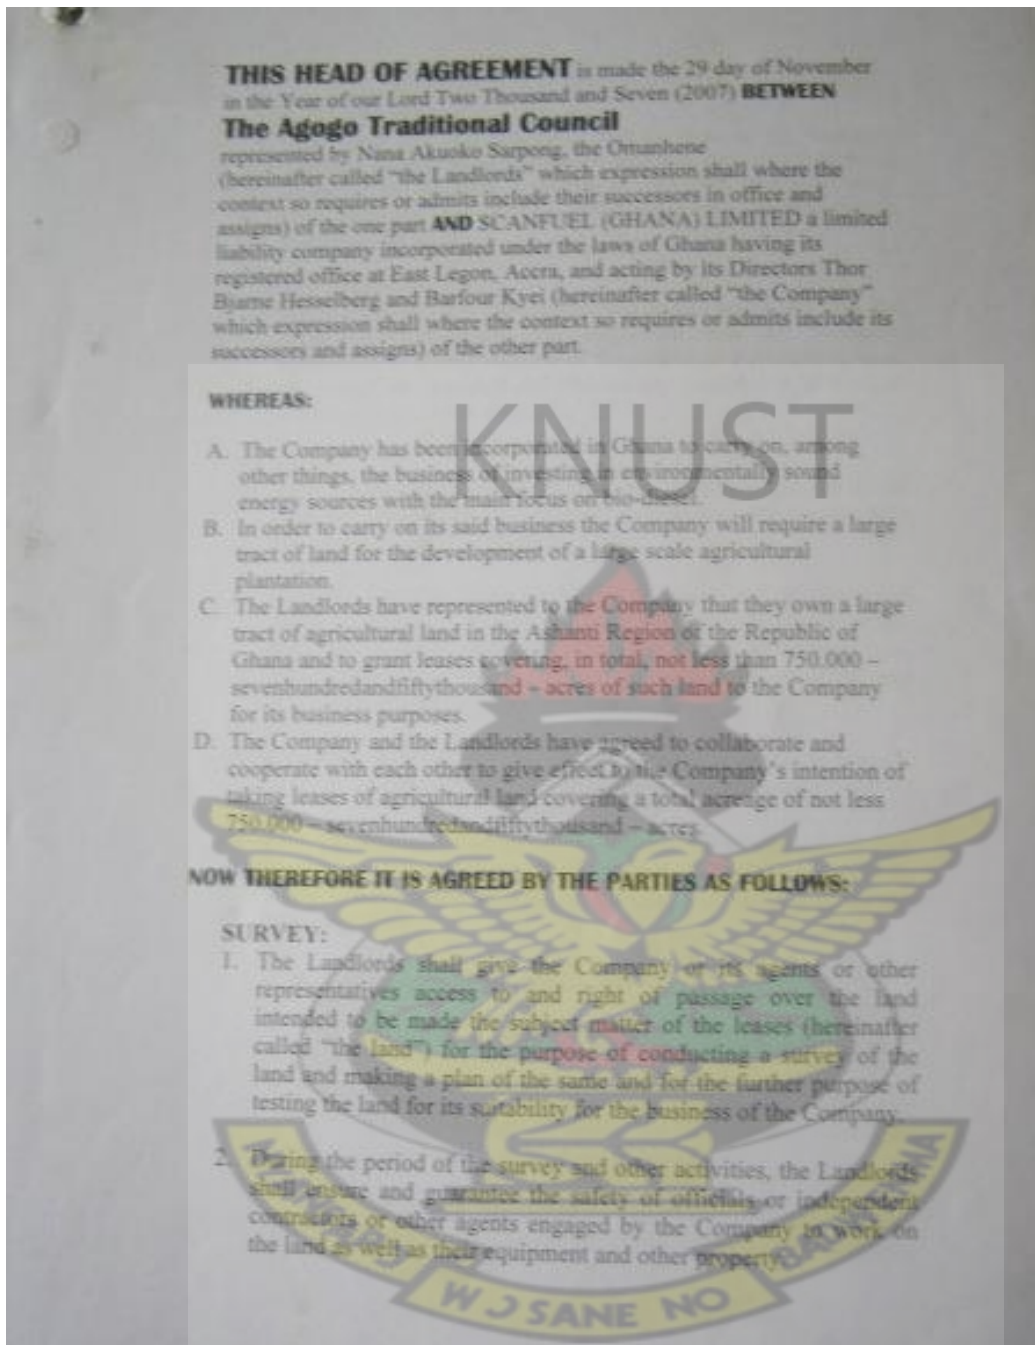 THIS HEAD OF AGREEMENT is made the 29 day of November
in the Year of our Lord Two Thousand and Seven (2007) BETWEEN
The Agogo Traditional Council
represented by Nana Akuoko Sarpong, the Omanhene
(hereinafter called "the Landlords" which expression shall where the
context so requires or admits include their successors in office and
assigns) of the one part AND SCANFUEL (GHANA) LIMITED a limited
liability company incorporated under the laws of Ghana having its
registered office at East Legon, Accra, and acting by its Directors Thor
Bjarne Hesselberg and Barfour Kyei (hereinafter called "the Company"
which expression shall where the context so requires or admits include its
successors and assigns) of the other part.
WHEREAS:
KNUST
A. The Company has been incorporated in Ghana to carry on, among
other things, the business of investing in environmentally sound
energy sources with the main focus on bio-diesel.
B. In order to carry on its said business the Company will require a large
tract of land for the development of a large scale agricultural
plantation.
C. The Landlords have represented to the Company that they own a large
tract of agricultural land in the Ashanti Region of the Republic of
Ghana and to grant leases covering, in total, not less than 750.000 –
sevenhundredandfiftythousand – acres of such land to the Company
for its business purposes.
D. The Company and the Landlords have agreed to collaborate and
cooperate with each other to give effect to the Company's intention of
taking leases of agricultural land covering a total acreage of not less
750.000 – sevenhundredandfiftythousand – acres.
NOW THEREFORE IT IS AGREED BY THE PARTIES AS FOLLOWS:
SURVEY:
1. The Landlords shall give the Company or its agents or other
representatives access to and right of passage over the land
intended to be made the subject matter of the leases (hereinafter
called "the land") for the purpose of conducting a survey of the
land and making a plan of the same and for the further purpose of
testing the land for its suitability for the business of the Company.
2. During the period of the survey and other activities, the Landlords
shall ensure and guarantee the safety of officials or independent
contractors or other agents engaged by the Company to work on
the land as well as their equipment and other property.
W J SANE NO